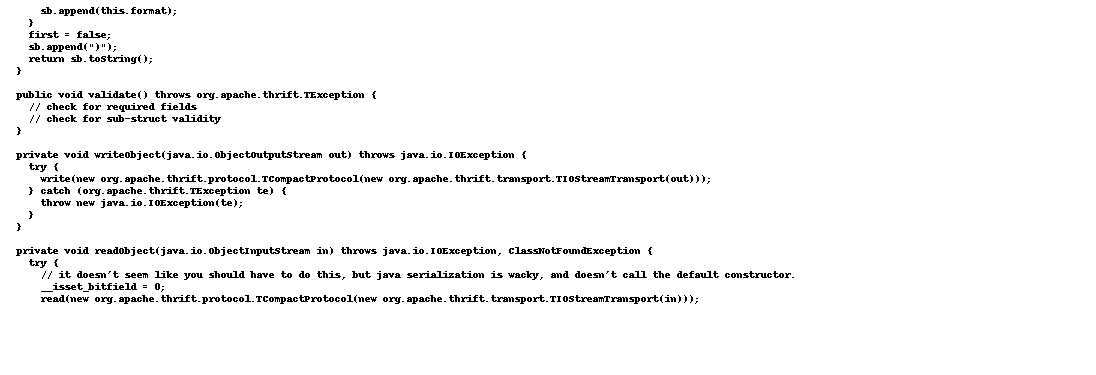 sb.append(this.format);
}
first = false;
sb.append(")");
return sb.toString();
}
public void validate() throws org.apache.thrift.TException {
// check for required fields
// check for sub-struct validity
}
private void writeObject(java.io.ObjectOutputStream out) throws java.io.IOException {
try {
write(new org.apache.thrift.protocol.TCompactProtocol(new org.apache.thrift.transport.TIOStreamTransport(out)));
} catch (org.apache.thrift.TException te) {
throw new java.io.IOException(te);
}
}
private void readObject(java.io.ObjectInputStream in) throws java.io.IOException, ClassNotFoundException {
try {
// it doesn't seem like you should have to do this, but java serialization is wacky, and doesn't call the default constructor.
__isset_bitfield = 0;
read(new org.apache.thrift.protocol.TCompactProtocol(new org.apache.thrift.transport.TIOStreamTransport(in)));